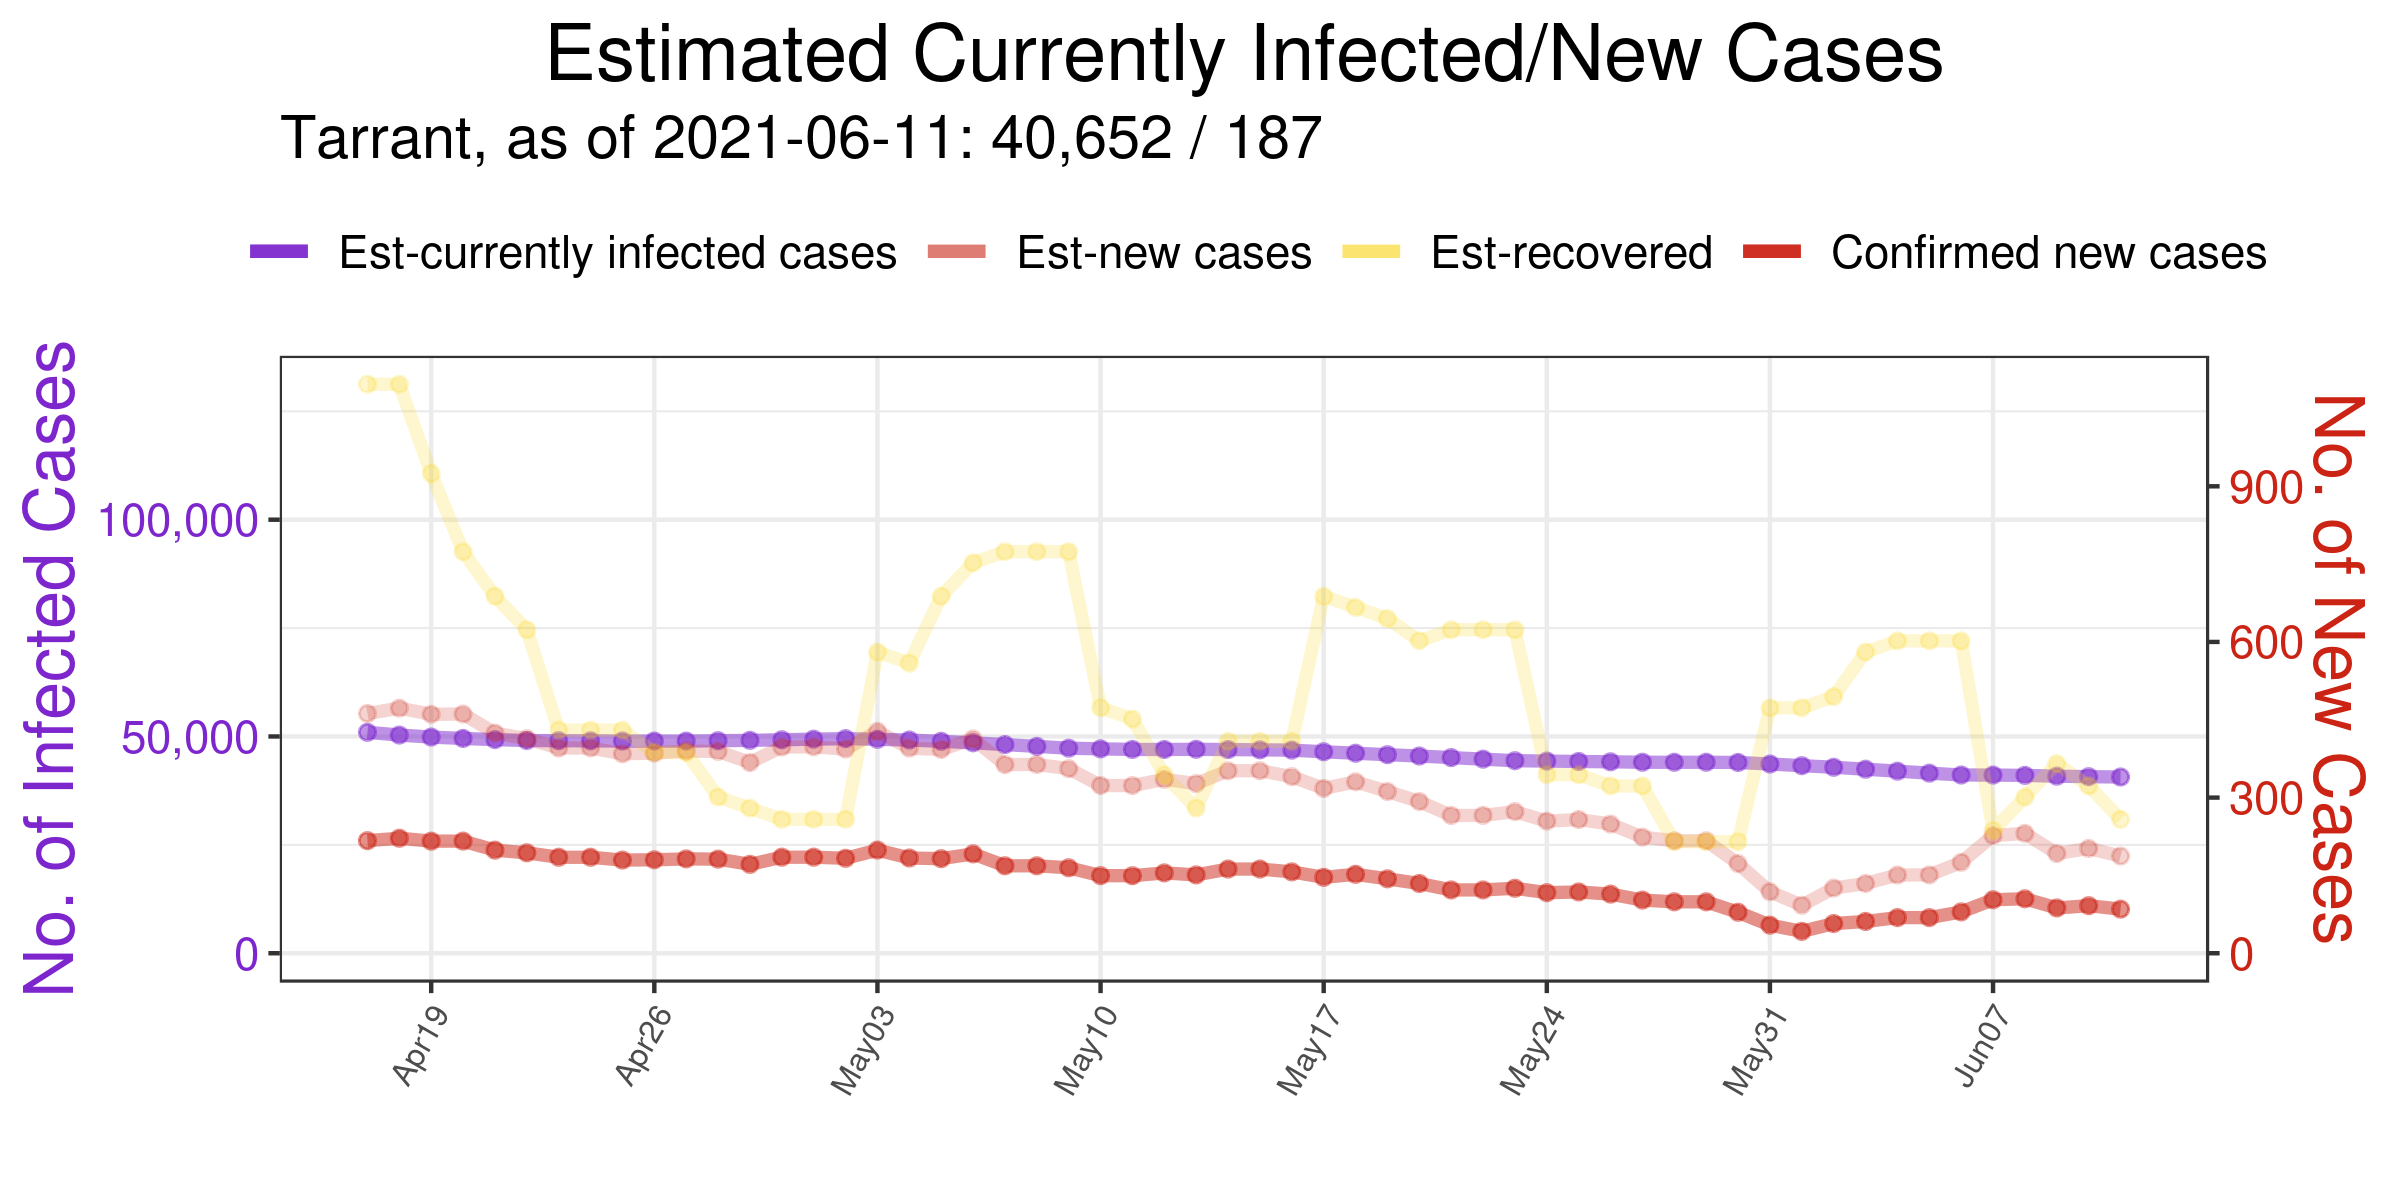 Estimated Currently Infected/New Cases
Tarrant, as of 2021-06-11: 40,652 / 187
Est-currently infected cases Est-new cases Est-recovered Confirmed new cases
No. of Infected Cases
100,000
50,000
0
900
600
300
0
No. of New Cases
Apr19 Apr26 May03 May10 May17 May24 May31 Jun07